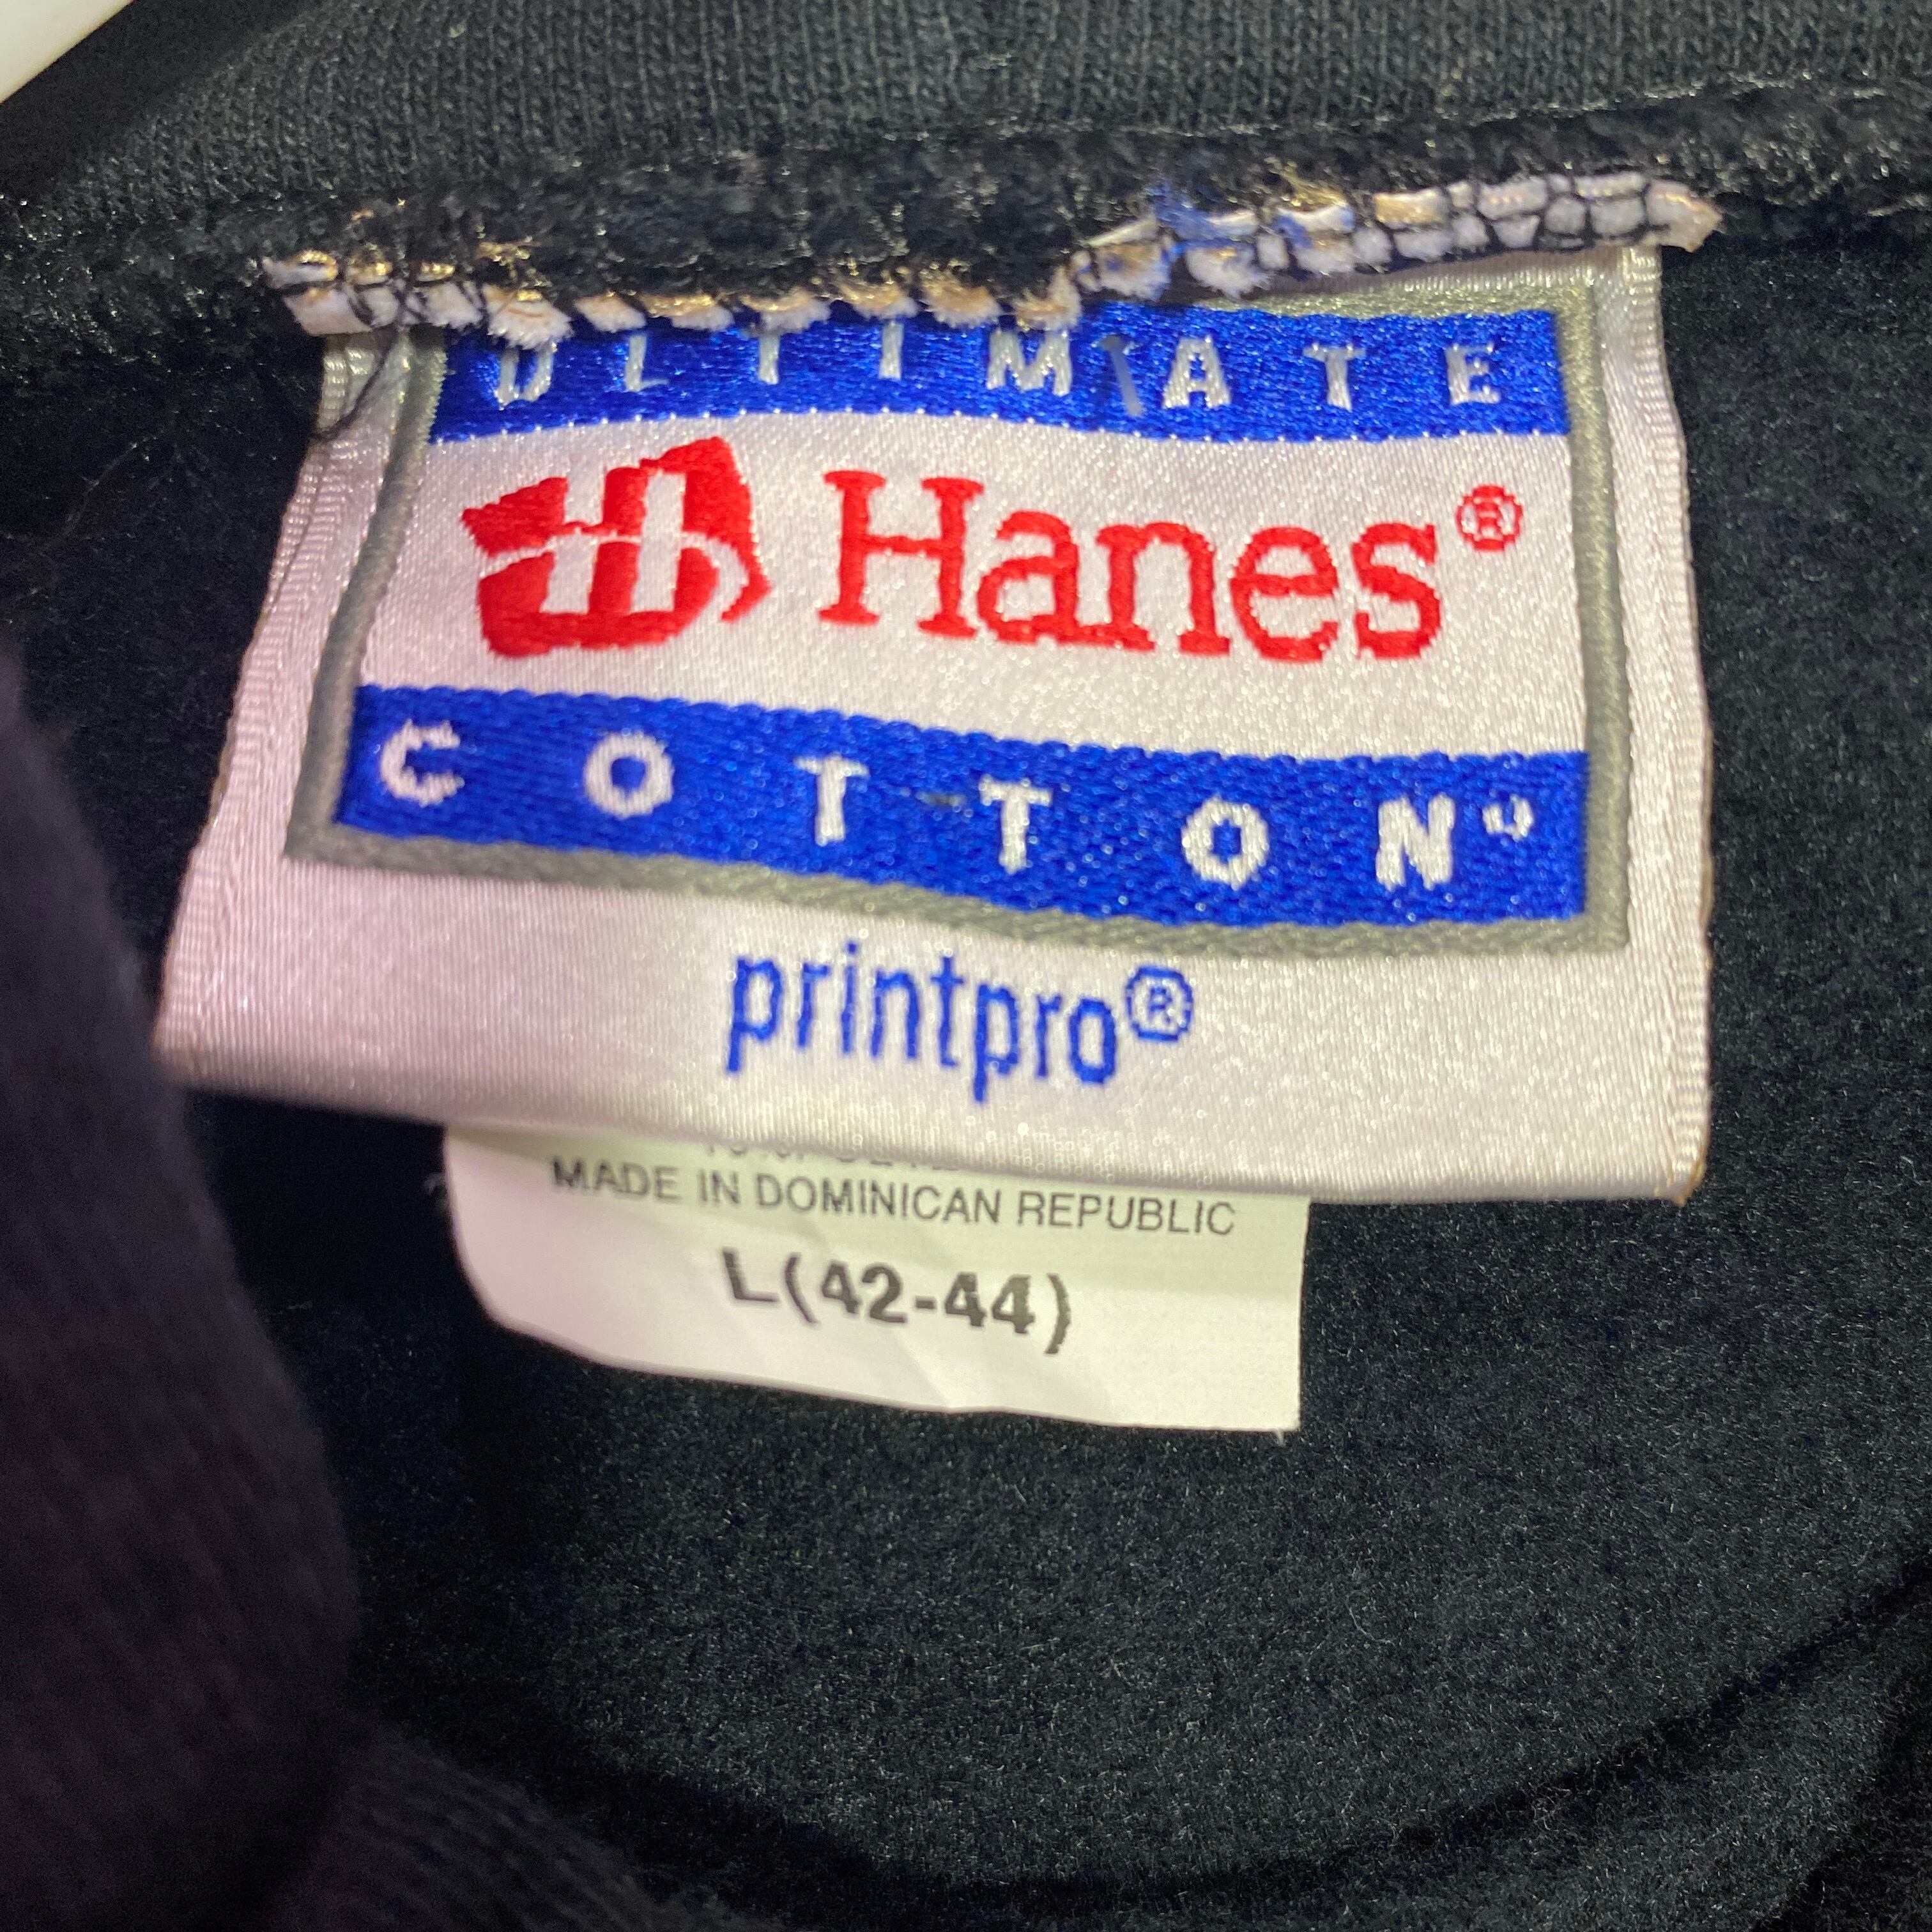 ULTIMATE
Hanes®
COTTON
printpro®
MADE IN DOMINICAN REPUBLIC
L(42-44)